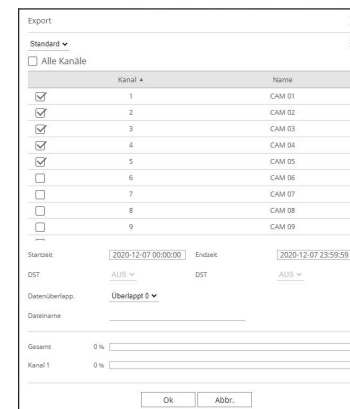 Export
Standard
Alle Kanäle
Kanal Name
1 CAM 01
2 CAM 02
3 CAM 03
4 CAM 04
5 CAM 05
6 CAM 06
7 CAM 07
8 CAM 08
9 CAM 09
Startzeit 2020-12-07 00:00:00 Endzeit 2020-12-07 23:59:59
DST AUS DST AUS
Datenüberlapp. Überlappt 0
Dateiname
Gesamt 0 %
Kanal 1 0 %
Ok Abbr.